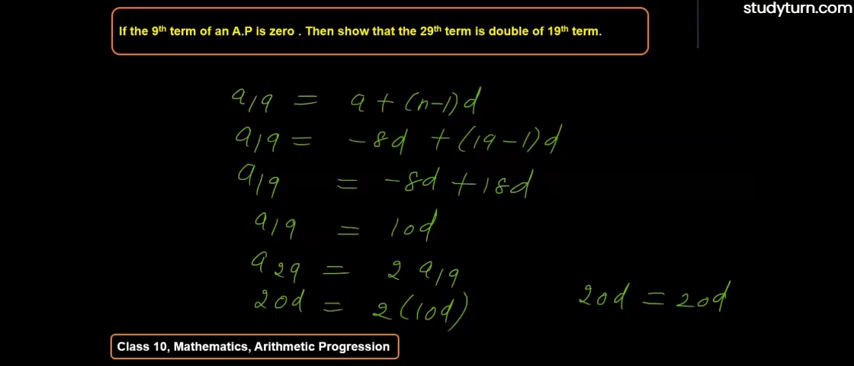 studyturn.com
If the 9th term of an A.P is zero . Then show that the 29th term is double of 19th term.
a19 = a + (n-1)d
a19 = -8d + (19-1)d
a19 = -8d + 18d
a19 = 10d
a29 = 2 a19
20d = 2(10d) 20d = 20d
Class 10, Mathematics, Arithmetic Progression